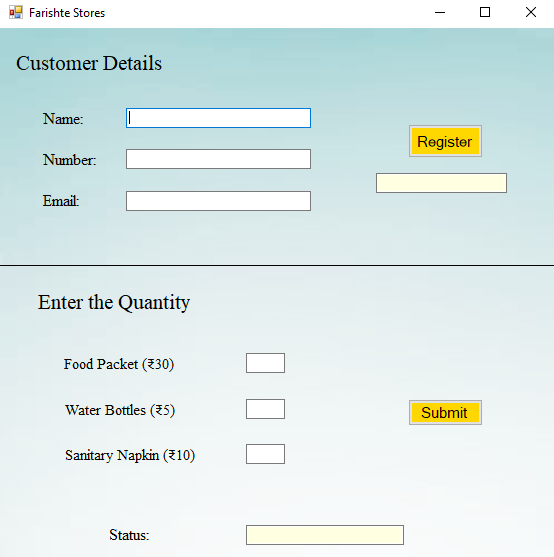 Farishte Stores
Customer Details
Name:
Register
Number:
Email:
Enter the Quantity
Food Packet (₹30)
Water Bottles (₹5)
Submit
Sanitary Napkin (₹10)
Status: